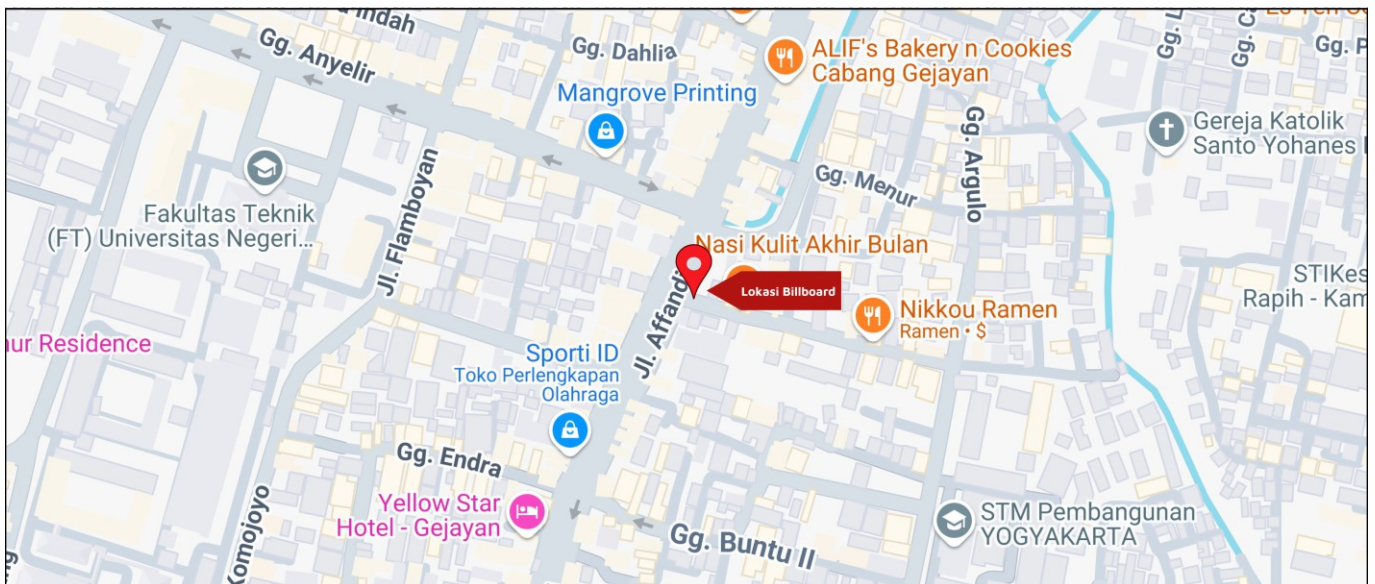 Indah
Gg. Anyelir
Gg. Dahlia
ALIF's Bakery n Cookies
Cabang Gejayan
Gg. P
Mangrove Printing
Gereja Katolik
Santo Yohanes
Fakultas Teknik
(FT) Universitas Negeri...
Jl. Flamboyan
Gg. Menur
Gg. Argulo
Nasi Kulit Akhir Bulan
Lokasi Billboard
Jl. Affandi
STIKes
Rapih - Kam
Nikkou Ramen
Ramen • $
ur Residence
Sporti ID
Toko Perlengkapan
Olahraga
Gg. Endra
Yellow Star
Hotel - Gejayan
Komojoyo
Gg. Buntu II
STM Pembangunan
YOGYAKARTA